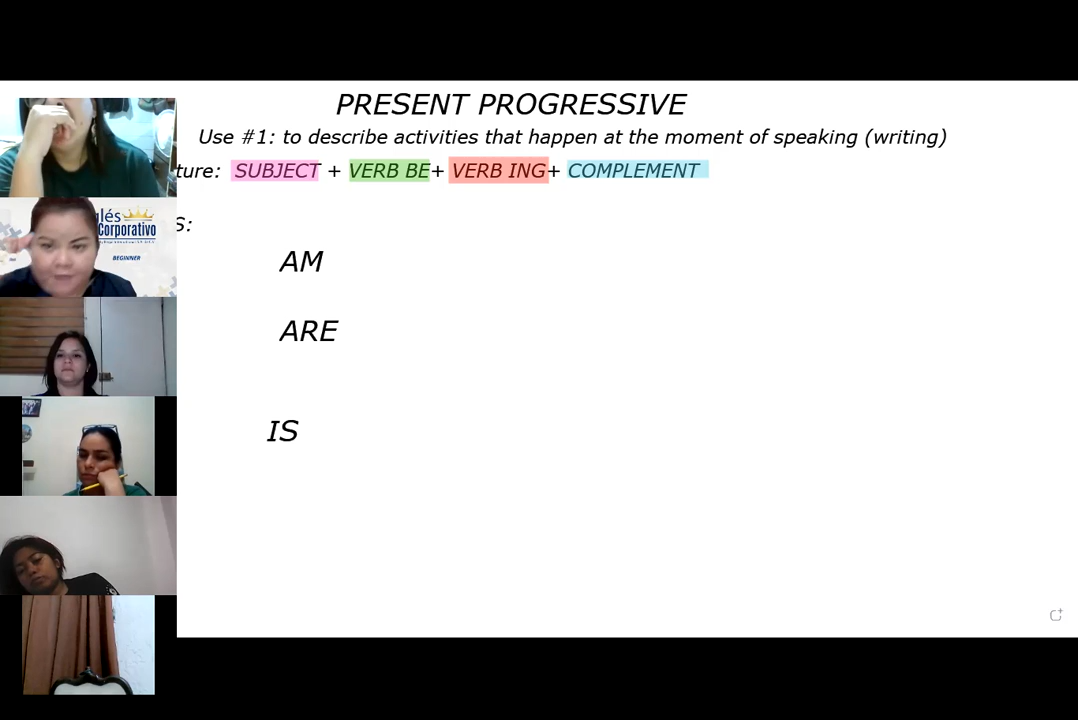 PRESENT PROGRESSIVE
Use #1: to describe activities that happen at the moment of speaking (writing)
ture: SUBJECT + VERB BE+ VERB ING+ COMPLEMENT
lés
Corporativo
BEGINNER
S:
AM
ARE
IS